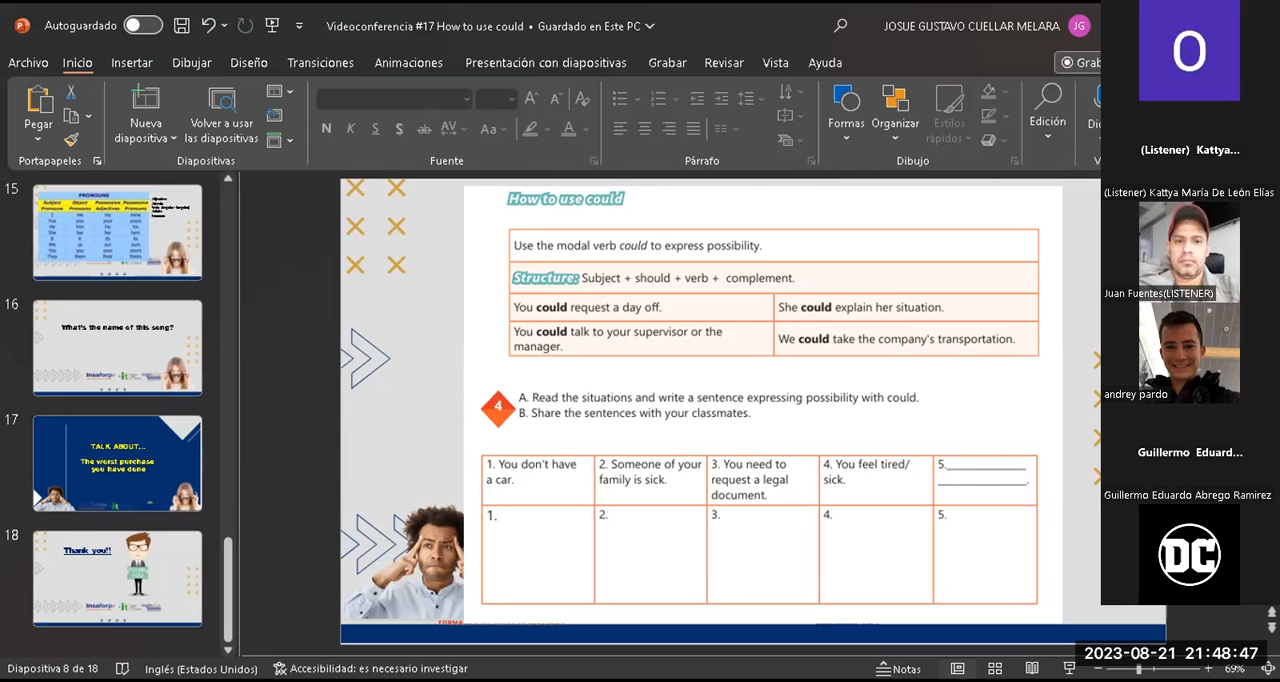 Autoguardado
Videoconferencia #17 How to use could • Guardado en Este PC
JOSUE GUSTAVO CUELLAR MELARA
JG
Archivo Inicio Insertar Dibujar Diseño Transiciones Animaciones Presentación con diapositivas Grabar Revisar Vista Ayuda
Grab
Pegar
Nueva diapositiva
Volver a usar las diapositivas
N K S S ab AV Aa A
Formas
Organizar
Estilos rápidos
Edición
Portapapeles
Diapositivas
Fuente
Párrafo
Dibujo
15
PRONOUNS
16
What's the name of this song?
17
TALK ABOUT...
The worst purchase
you have done
18
Thank you!!
How to use could
Use the modal verb could to express possibility.
Structure: Subject + should + verb + complement.
You could request a day off.
She could explain her situation.
You could talk to your supervisor or the
manager.
We could take the company's transportation.
4
A. Read the situations and write a sentence expressing possibility with could.
B. Share the sentences with your classmates.
1. You don't have
a car.
2. Someone of your
family is sick.
3. You need to
request a legal
document.
4. You feel tired/
sick.
5.______________
________________.
1.
2.
3.
4.
5.
O
(Listener) Kattya...
(Listener) Kattya María De León Elías
Juan Fuentes(LISTENER)
andrey pardo
Guillermo Eduard...
Guillermo Eduardo Abrego Ramirez
DC
Diapositiva 8 de 18
Inglés (Estados Unidos)
Accesibilidad: es necesario investigar
Notas
69%
2023-08-21 21:48:47